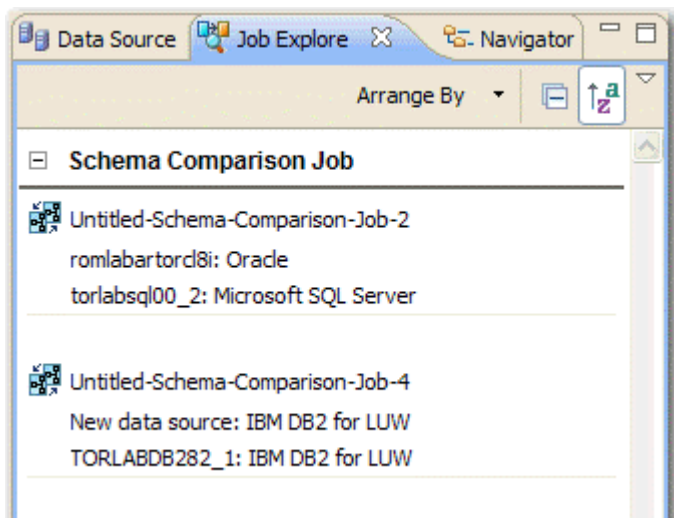 Data Source Job Explore Navigator
Arrange By
Schema Comparison Job
Untitled-Schema-Comparison-Job-2
romlabartorcl8i: Oracle
torlabsql00_2: Microsoft SQL Server
Untitled-Schema-Comparison-Job-4
New data source: IBM DB2 for LUW
TORLABDB282_1: IBM DB2 for LUW